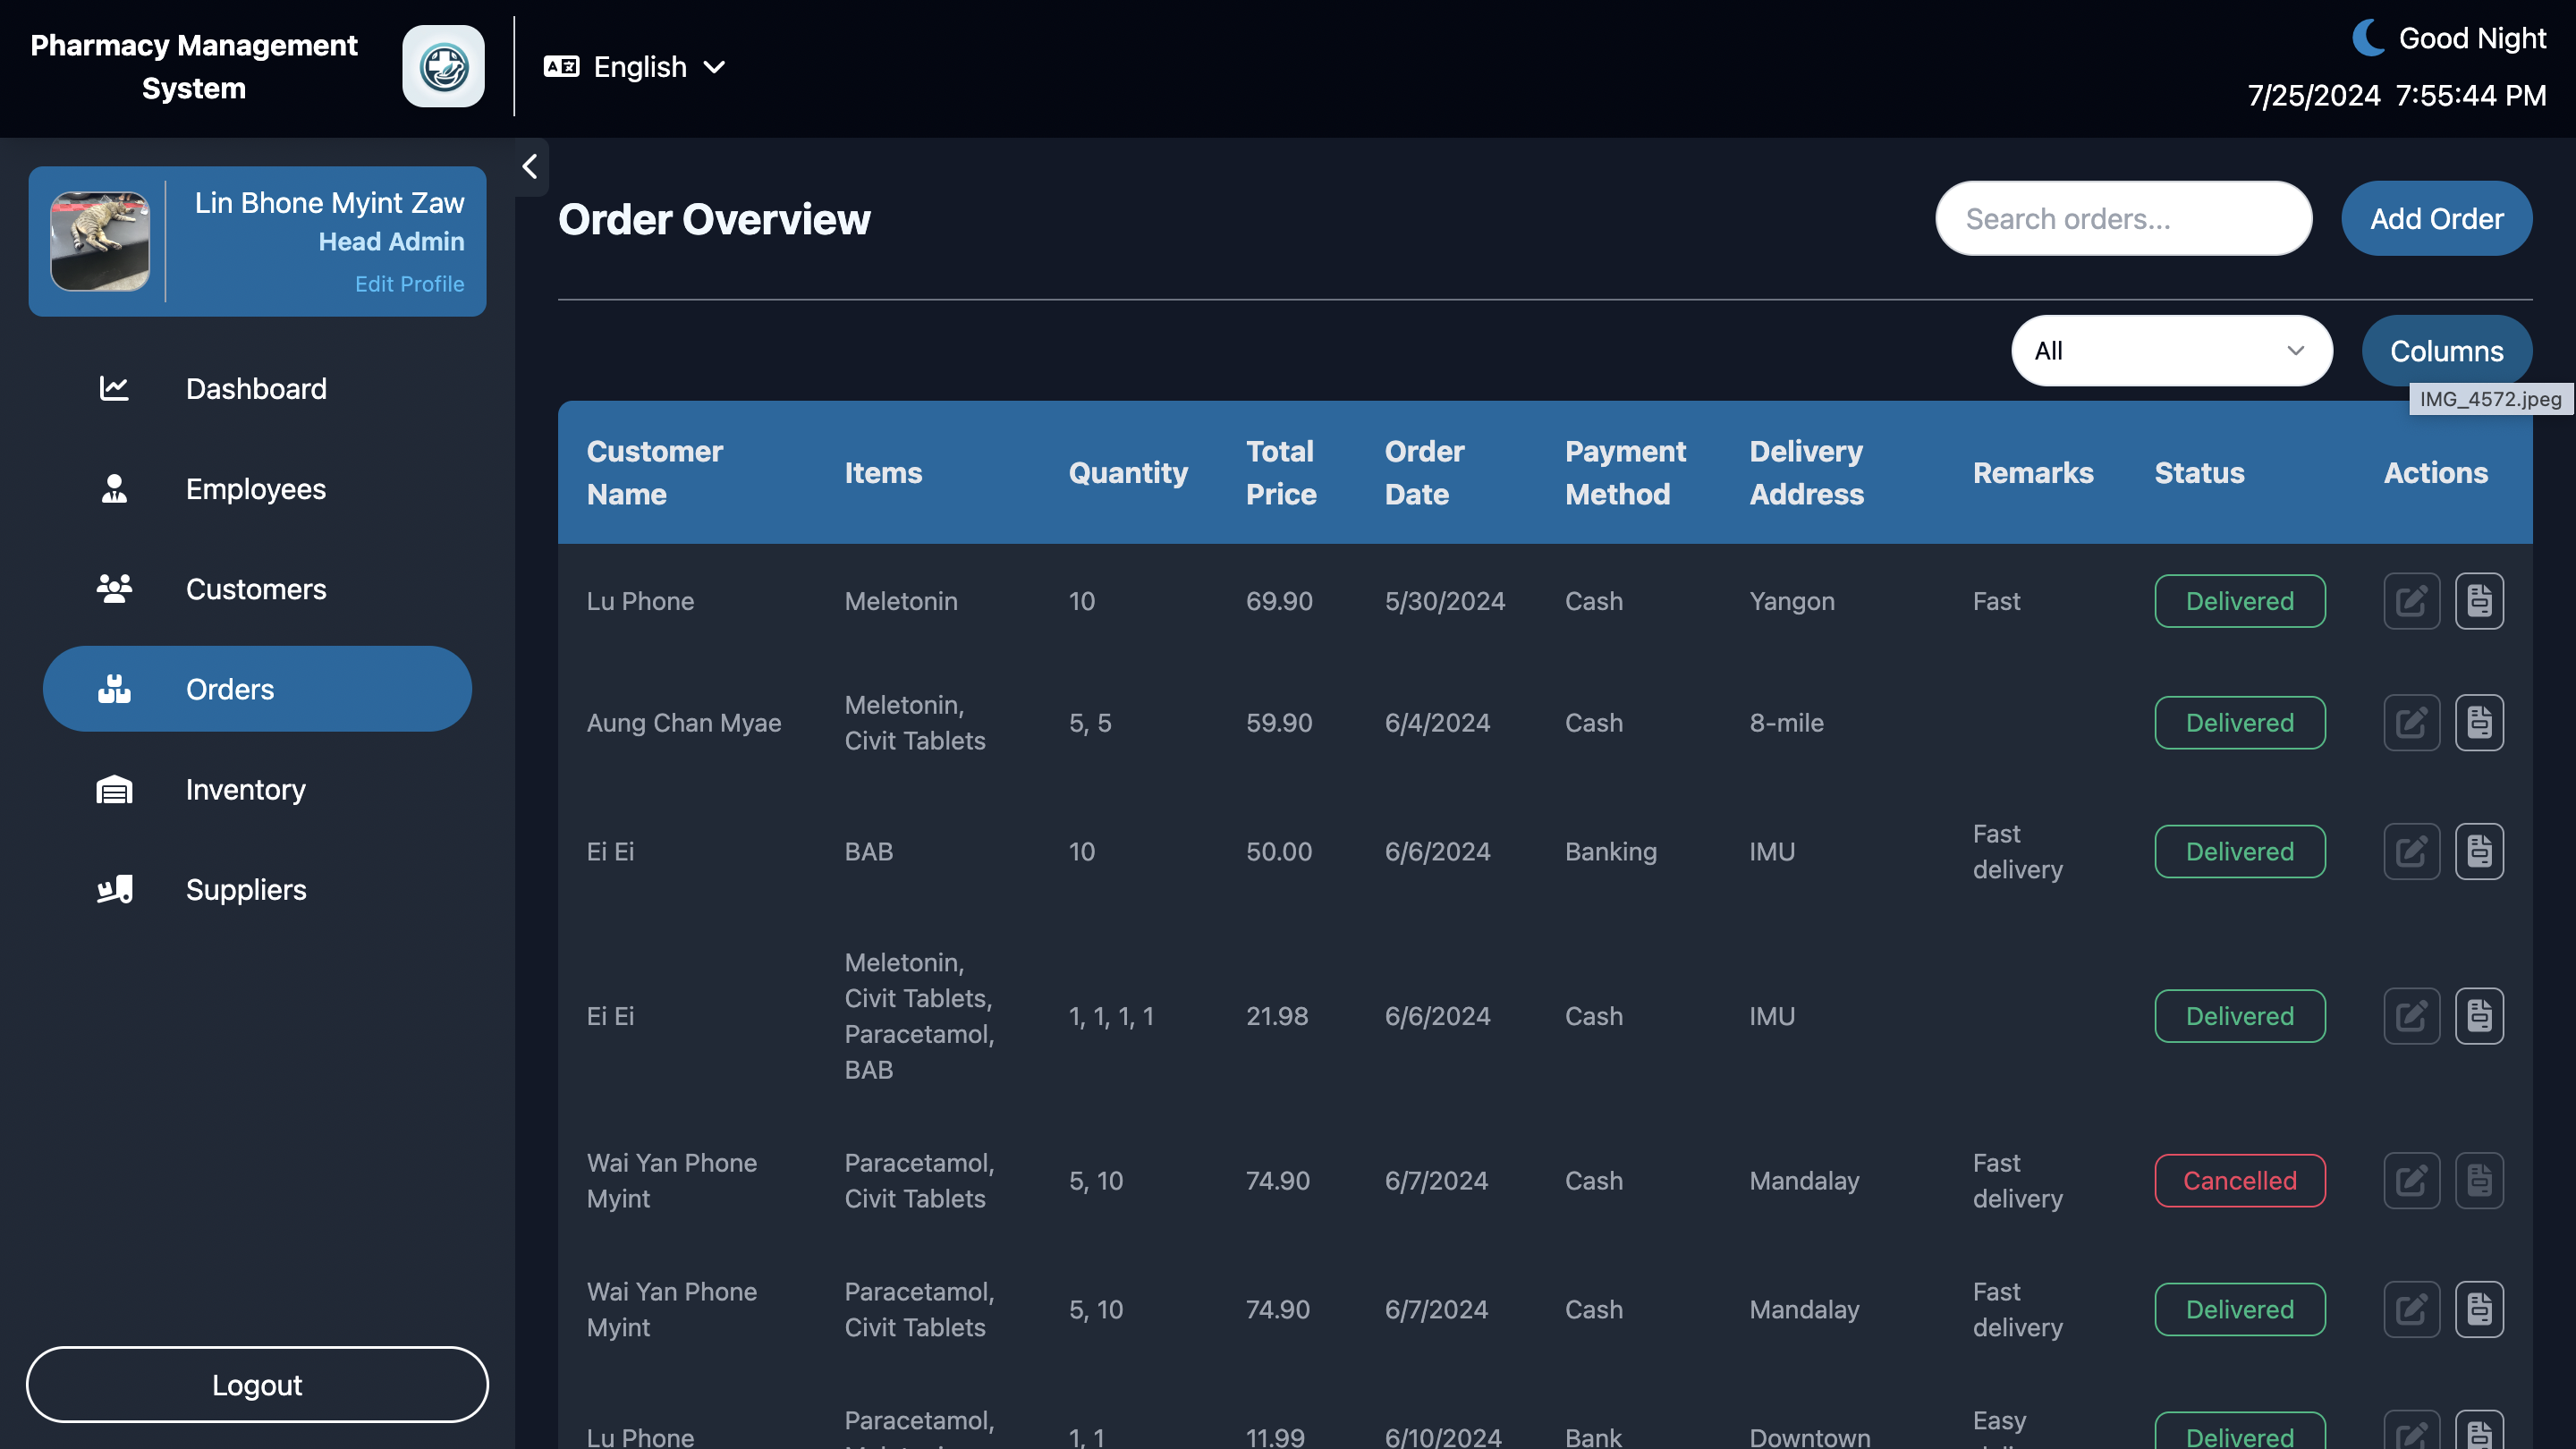 Pharmacy Management
System
English
Good Night
7/25/2024 7:55:44 PM
Lin Bhone Myint Zaw
Head Admin
Edit Profile
Dashboard
Employees
Customers
Orders
Inventory
Suppliers
Logout
Order Overview
Search orders...
Add Order
All
Columns
IMG_4572.jpeg
Customer
Name
Items
Quantity
Total
Price
Order
Date
Payment
Method
Delivery
Address
Remarks
Status
Actions
Lu Phone
Meletonin
10
69.90
5/30/2024
Cash
Yangon
Fast
Delivered
Aung Chan Myae
Meletonin,
Civit Tablets
5, 5
59.90
6/4/2024
Cash
8-mile
Delivered
Ei Ei
BAB
10
50.00
6/6/2024
Banking
IMU
Fast
delivery
Delivered
Ei Ei
Meletonin,
Civit Tablets,
Paracetamol,
BAB
1, 1, 1, 1
21.98
6/6/2024
Cash
IMU
Delivered
Wai Yan Phone
Myint
Paracetamol,
Civit Tablets
5, 10
74.90
6/7/2024
Cash
Mandalay
Fast
delivery
Cancelled
Wai Yan Phone
Myint
Paracetamol,
Civit Tablets
5, 10
74.90
6/7/2024
Cash
Mandalay
Fast
delivery
Delivered
Lu Phone
Paracetamol,
1, 1
11.99
6/10/2024
Bank
Downtown
Easy
Delivered